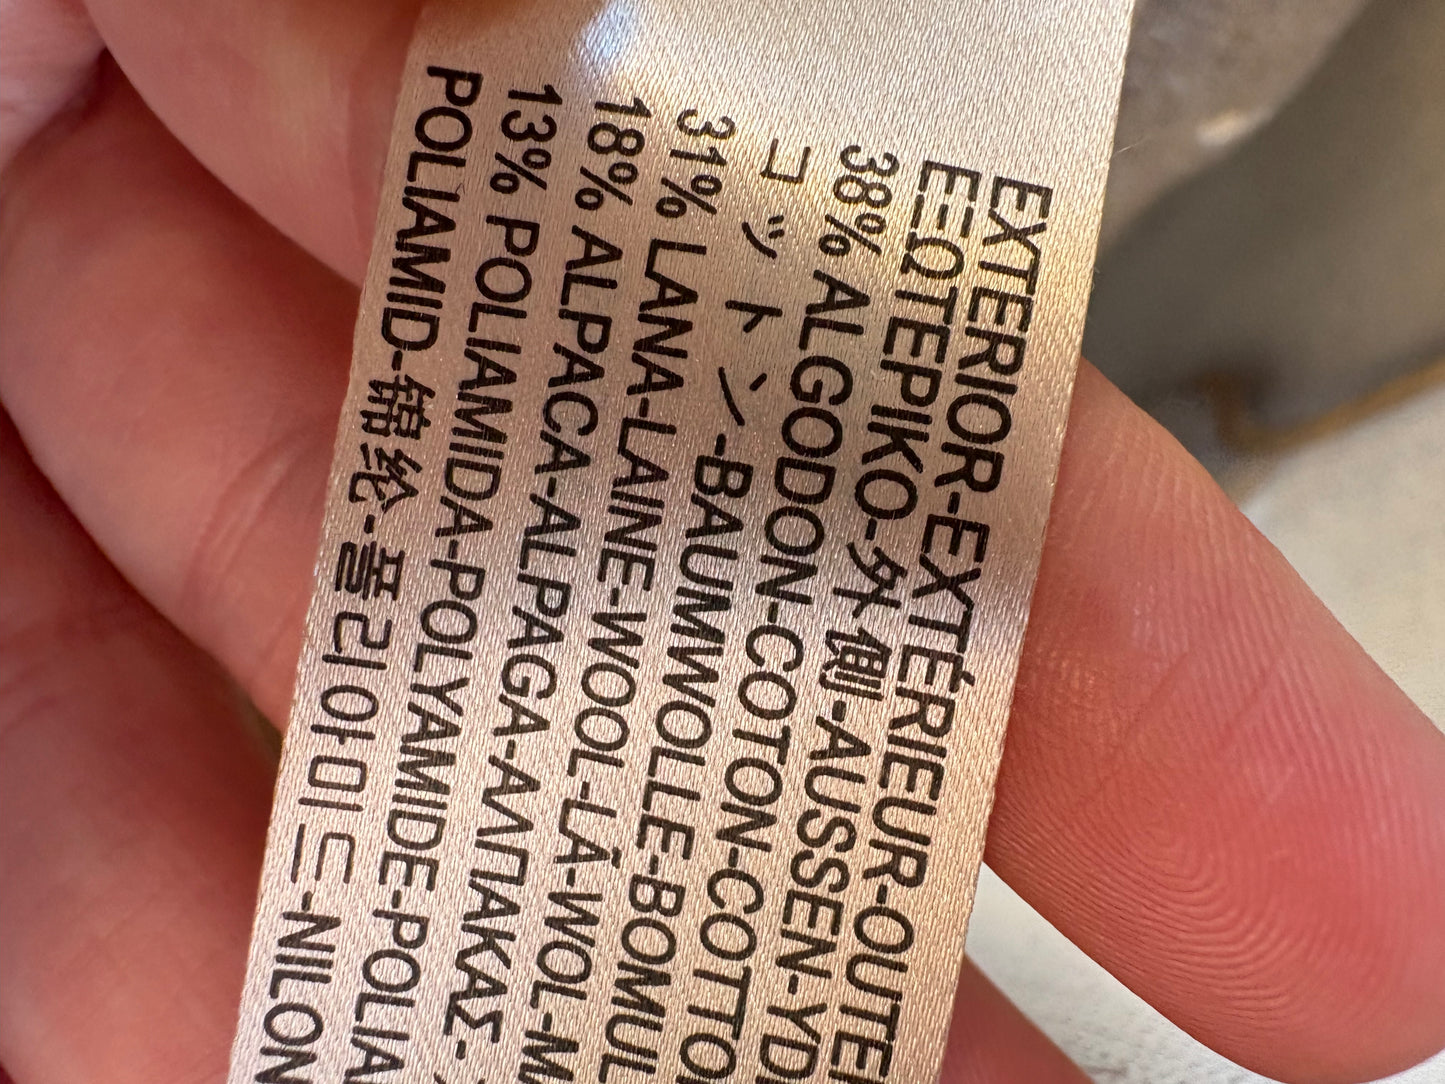 EXTERIOR-EXTÉRIEUR-OUTE
ΕΞΩΤΕΡΙΚΟ-外側-AUSSEN-YD
38% ALGODON-COTON-COTTO
コットン-BAUMWOLLE-BOMUL
31% LANA-LAINE-WOOL-LÃ-WOL-M
18% ALPACA-ALPAGA-ΑΛΠΑΚΑΣ-
13% POLIAMIDA-POLYAMIDE-POLIA
POLIAMID-锦纶-폴리아미드-NILON